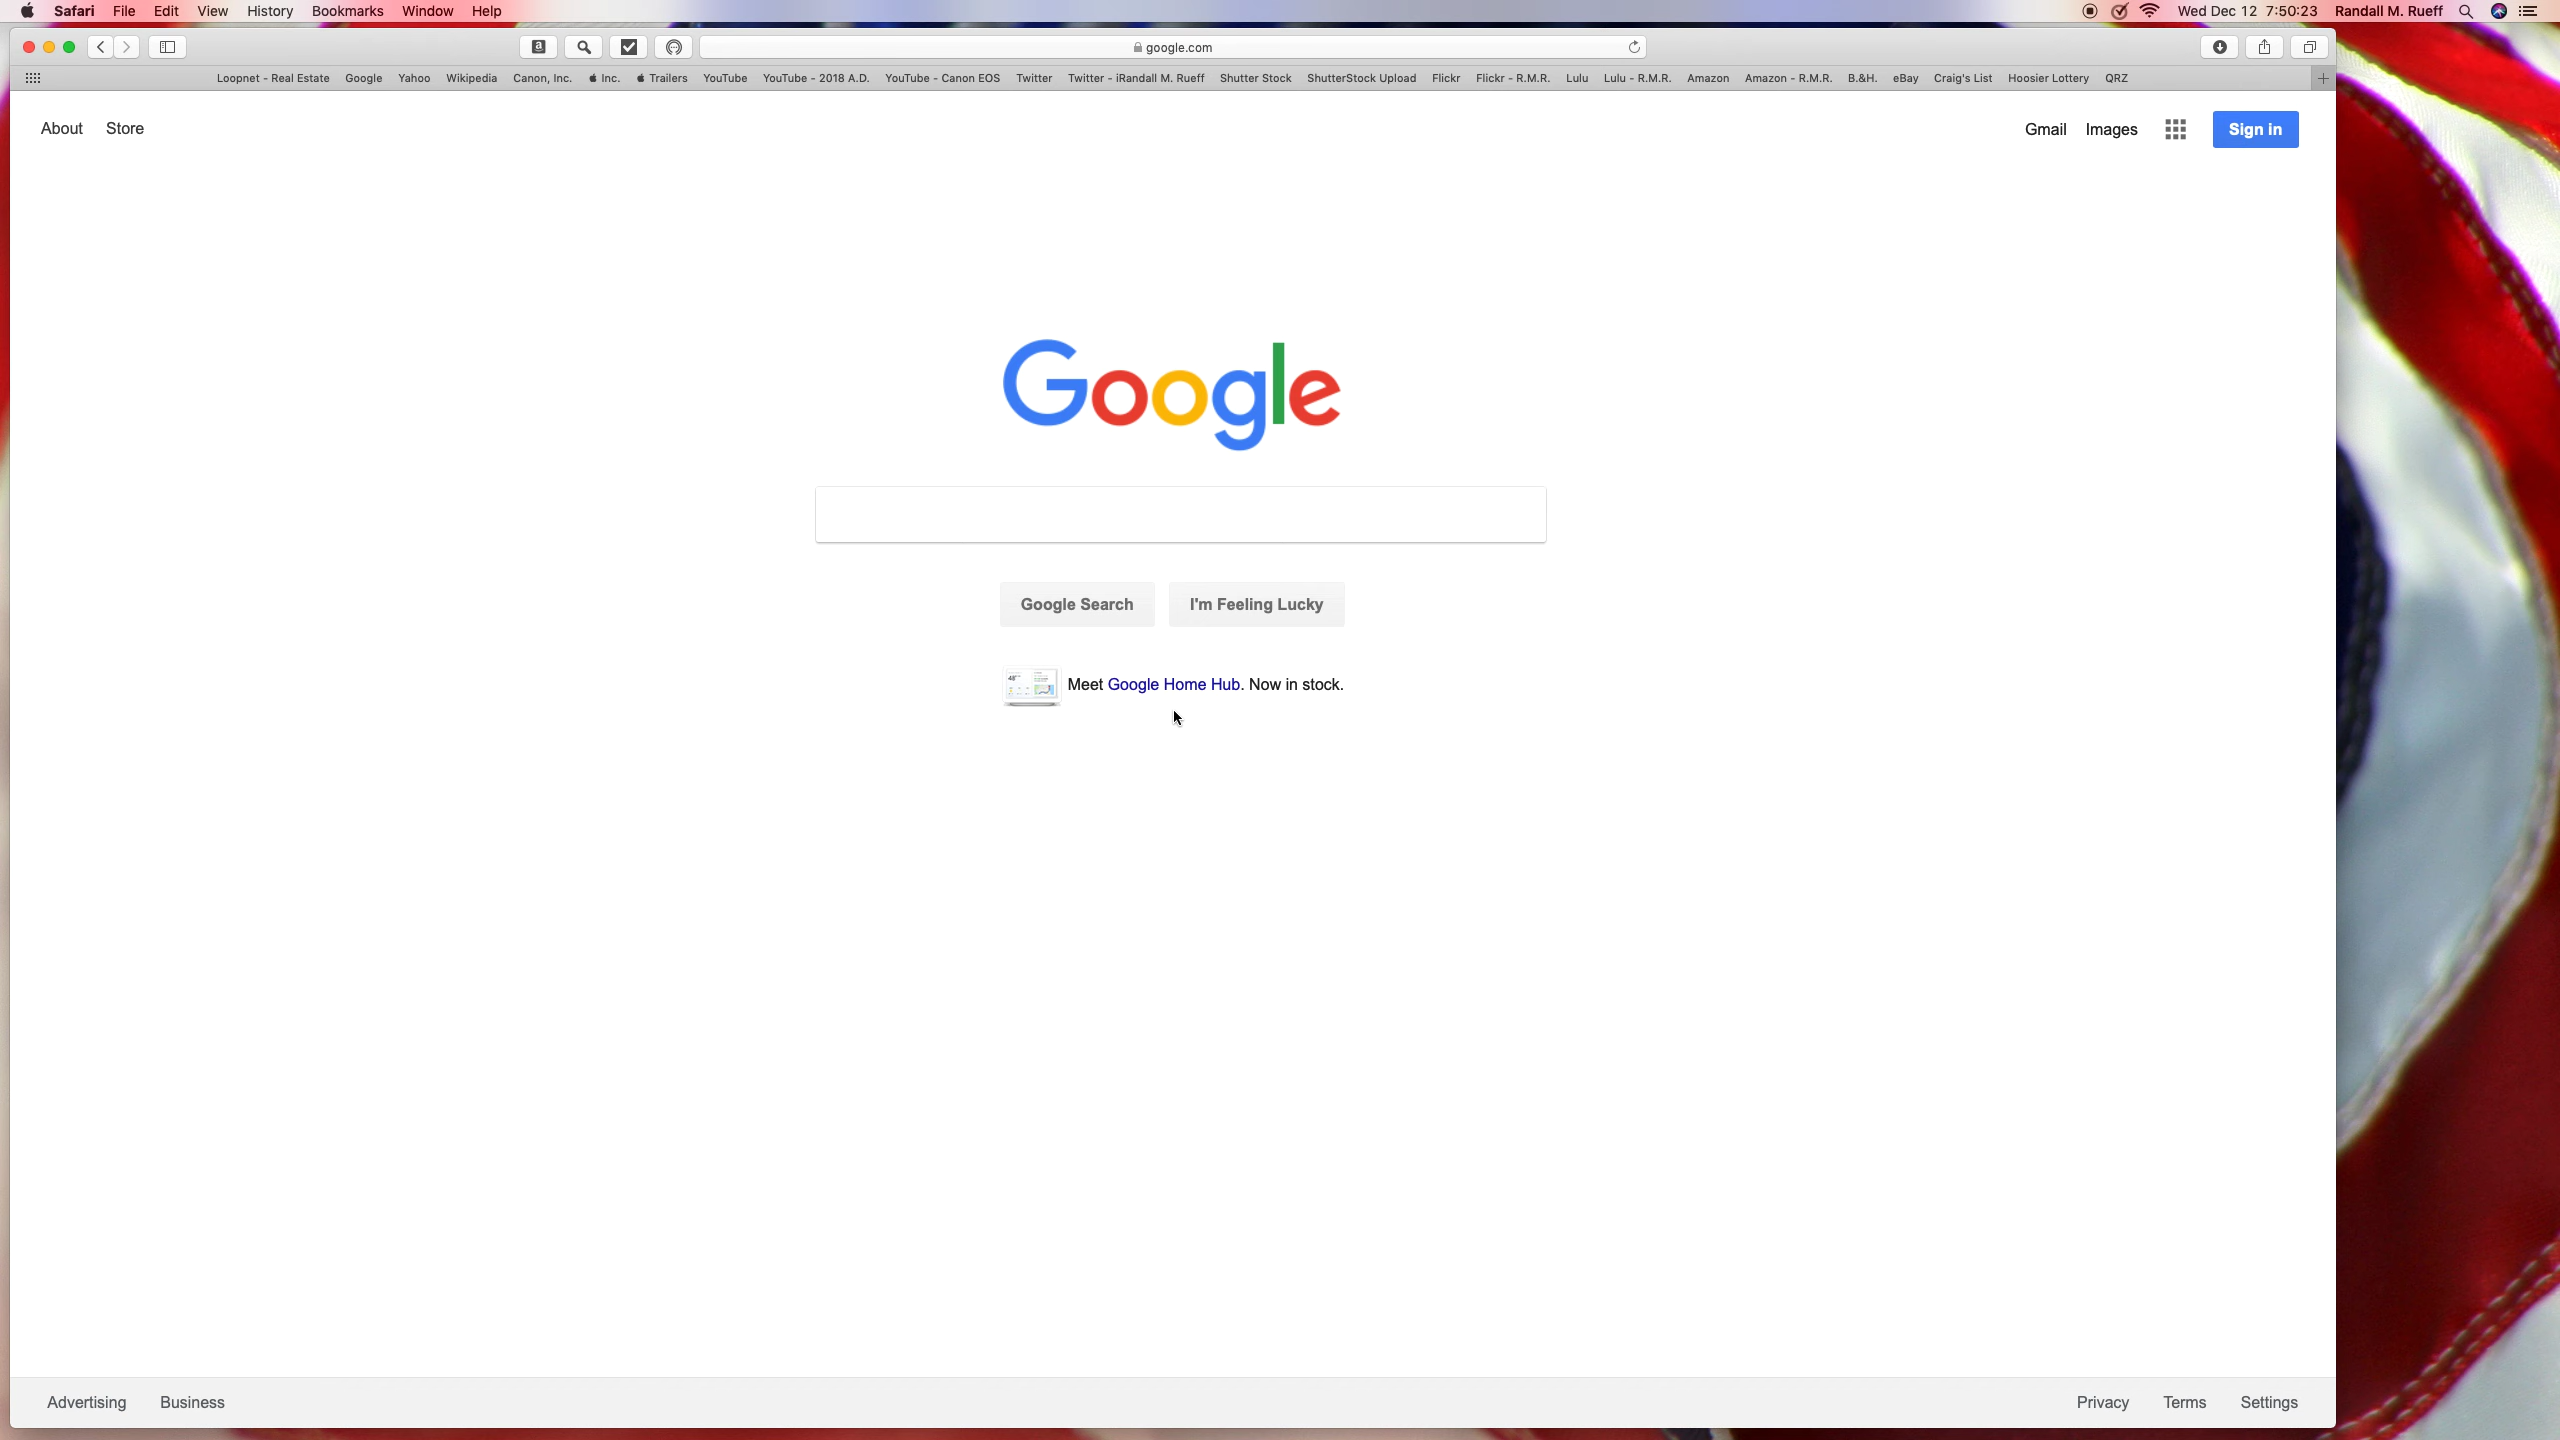 Safari File Edit View History Bookmarks Window Help Wed Dec 12 7:50:23 Randall M. Rueff
google.com
Loopnet - Real Estate Google Yahoo Wikipedia Canon, Inc. Inc. Trailers YouTube YouTube - 2018 A.D. YouTube - Canon EOS Twitter Twitter - iRandall M. Rueff Shutter Stock ShutterStock Upload Flickr Flickr - R.M.R. Lulu Lulu - R.M.R. Amazon Amazon - R.M.R. B.&H. eBay Craig's List Hoosier Lottery QRZ
About Store Gmail Images Sign in
Google
Google Search I'm Feeling Lucky
Meet Google Home Hub. Now in stock.
Advertising Business Privacy Terms Settings